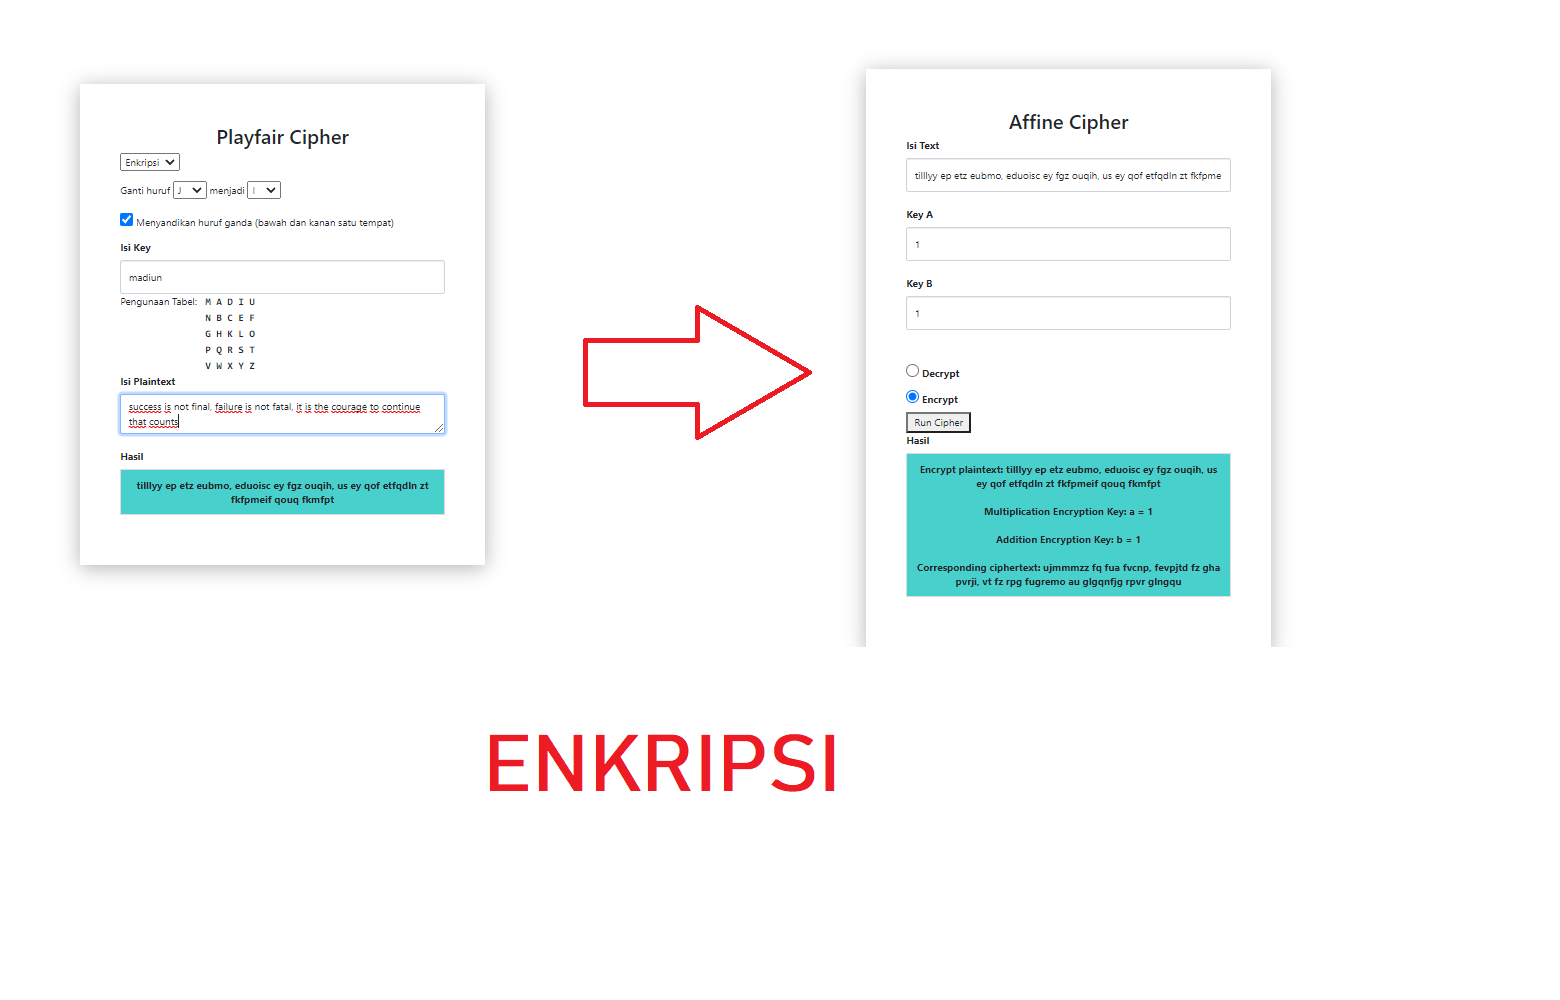 Playfair Cipher
Enkripsi
Ganti huruf J menjadi I
Menyandikan huruf ganda (bawah dan kanan satu tempat)
Isi Key
madiun
Pengunaan Tabel: M A D I U
N B C E F
G H K L O
P Q R S T
V W X Y Z
Isi Plaintext
success is not final, failure is not fatal, it is the courage to continue
that counts
Hasil
tilllyy ep etz eubmo, eduoisc ey fgz ouqih, us ey qof etfqdln zt
fkfpmeif qouq fkmfpt
Affine Cipher
Isi Text
tilllyy ep etz eubmo, eduoisc ey fgz ouqih, us ey qof etfqdln zt fkfpme
Key A
1
Key B
1
Decrypt
Encrypt
Run Cipher
Hasil
Encrypt plaintext: tilllyy ep etz eubmo, eduoisc ey fgz ouqih, us
ey qof etfqdln zt fkfpmeif qouq fkmfpt
Multiplication Encryption Key: a = 1
Addition Encryption Key: b = 1
Corresponding ciphertext: ujmmmzz fq fua fvcnp, fevpjtd fz gha
pvrji, vt fz rpg fugremo au glgqnfjg rpvr glngqu
ENKRIPSI